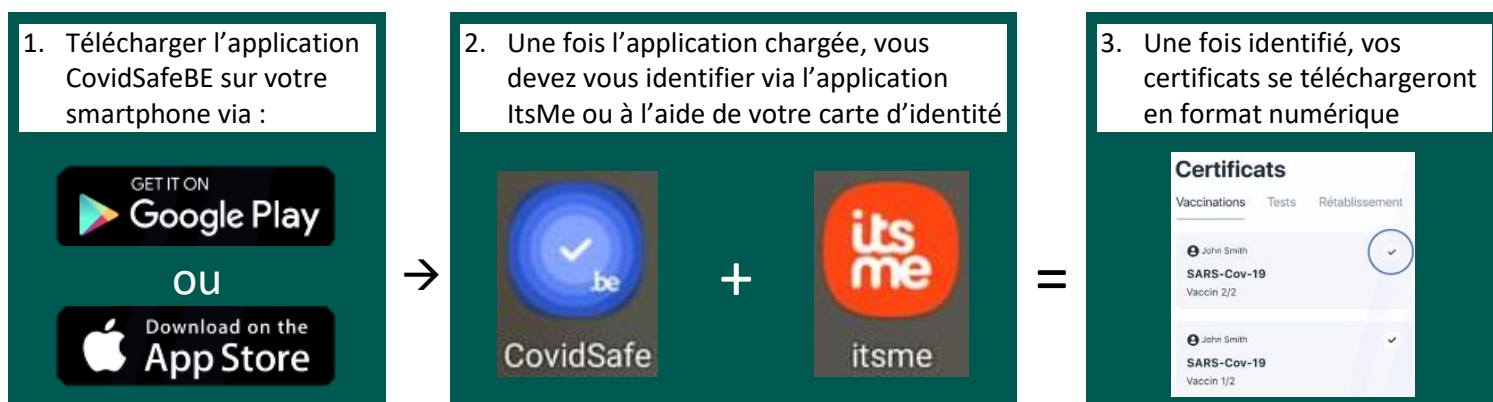 1. Télécharger l’application
CovidSafeBE sur votre
smartphone via :
GET IT ON
Google Play
ou
Download on the
App Store
→
2. Une fois l’application chargée, vous
devez vous identifier via l’application
ItsMe ou à l’aide de votre carte d’identité
.be
CovidSafe
+
its
me
itsme
=
3. Une fois identifié, vos
certificats se téléchargeront
en format numérique
Certificats
Vaccinations Tests Rétablissement
John Smith
SARS-Cov-19
Vaccin 2/2
John Smith
SARS-Cov-19
Vaccin 1/2